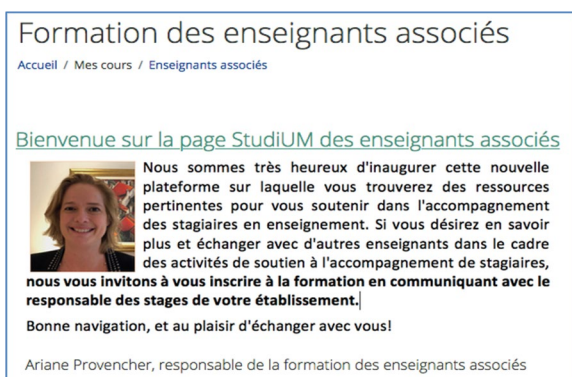 Formation des enseignants associés
Accueil / Mes cours / Enseignants associés
Bienvenue sur la page StudiUM des enseignants associés
Nous sommes très heureux d'inaugurer cette nouvelle
plateforme sur laquelle vous trouverez des ressources
pertinentes pour vous soutenir dans l'accompagnement
des stagiaires en enseignement. Si vous désirez en savoir
plus et échanger avec d'autres enseignants dans le cadre
des activités de soutien à l'accompagnement de stagiaires,
nous vous invitons à vous inscrire à la formation en communiquant avec le
responsable des stages de votre établissement.
Bonne navigation, et au plaisir d'échanger avec vous!
Ariane Provencher, responsable de la formation des enseignants associés